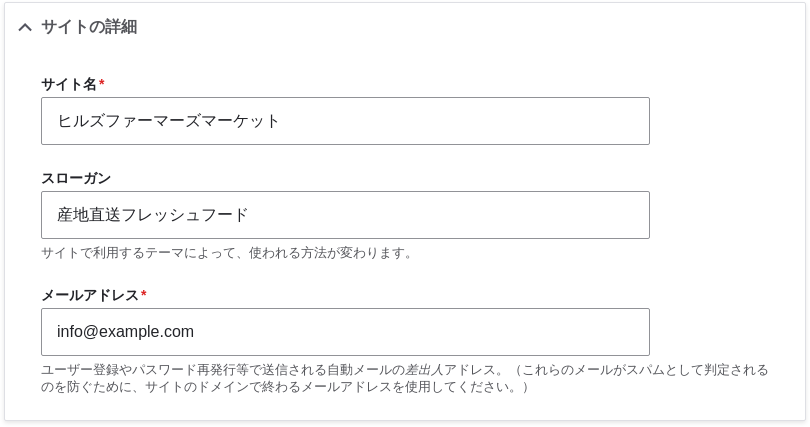 サイトの詳細
サイト名*
ヒルズファーマーズマーケット
スローガン
産地直送フレッシュフード
サイトで利用するテーマによって、使われる方法が変わります。
メールアドレス*
info@example.com
ユーザー登録やパスワード再発行等で送信される自動メールの差出人アドレス。（これらのメールがスパムとして判定される
のを防ぐために、サイトのドメインで終わるメールアドレスを使用してください。）